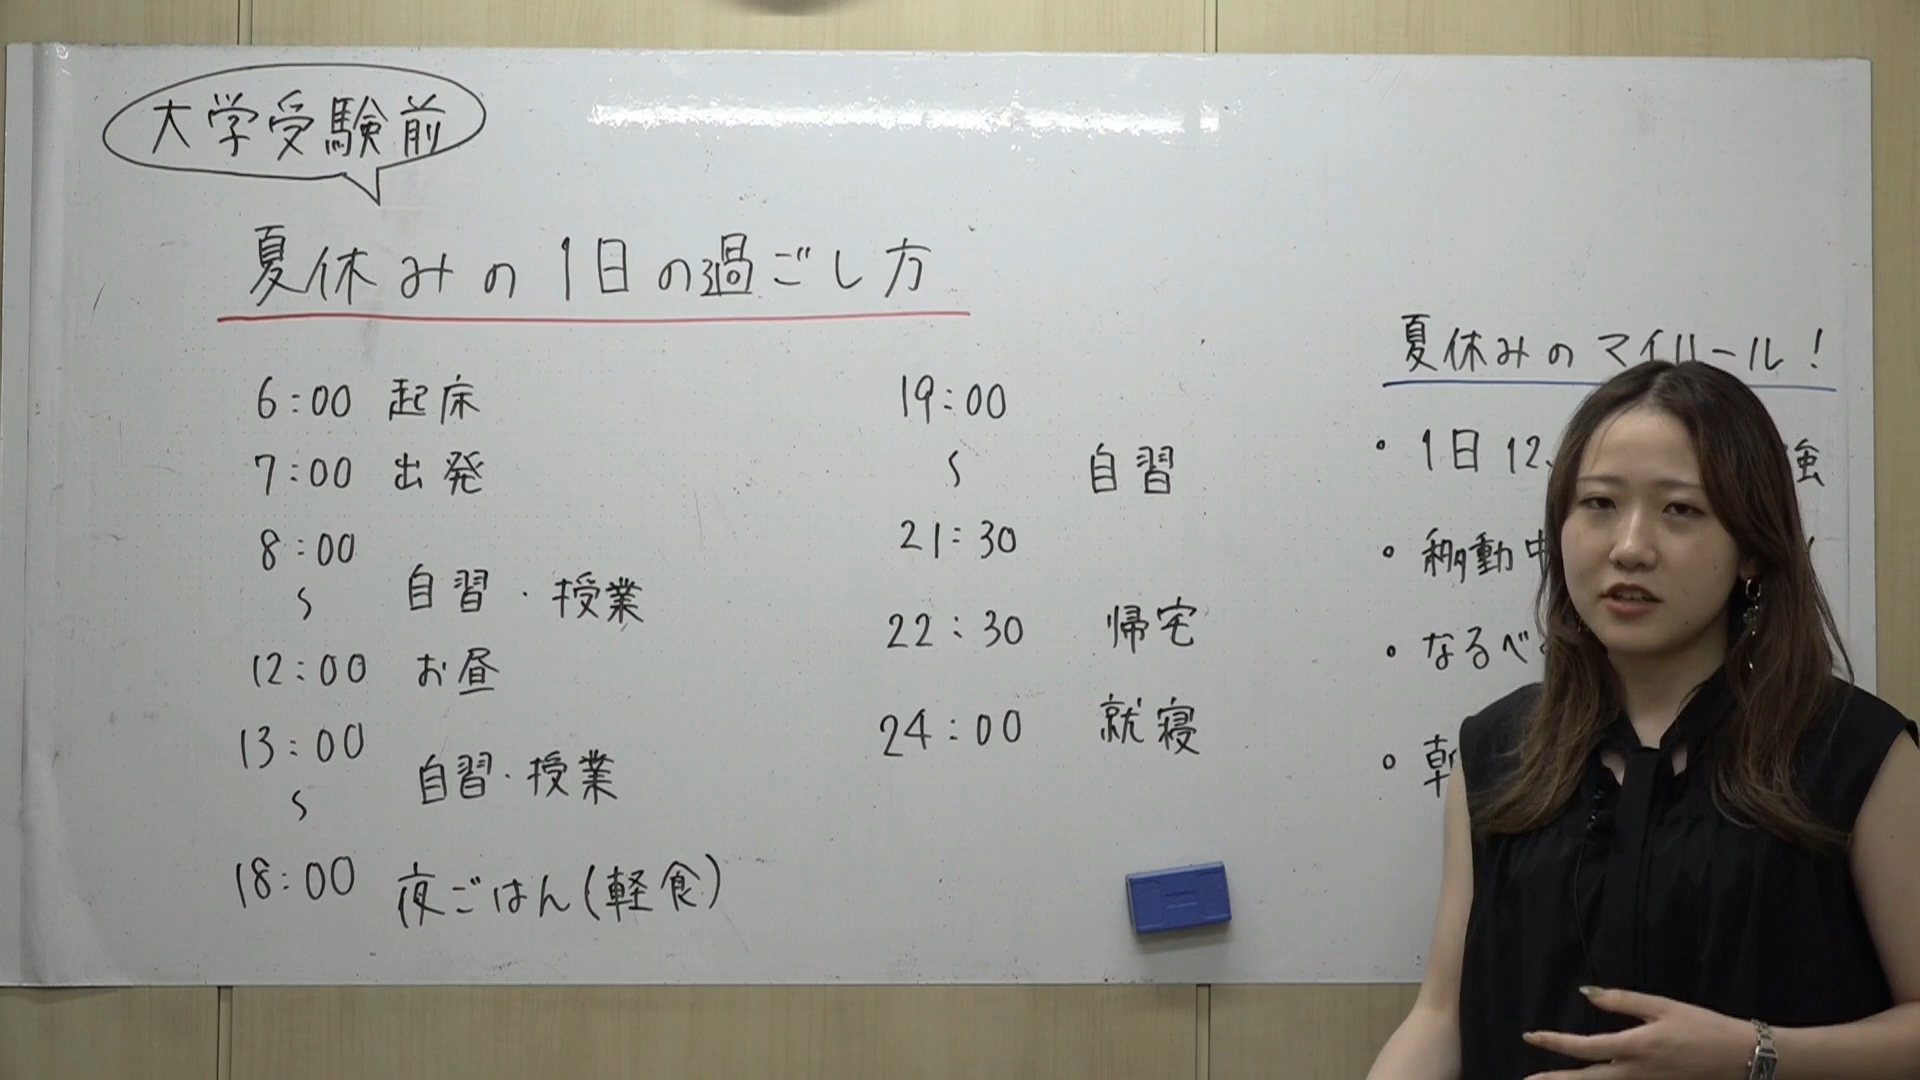 大学受験前
夏休みの1日の過ごし方
6:00 起床
7:00 出発
8:00
〜
自習・授業
12:00 お昼
13:00
〜
自習・授業
18:00 夜ごはん(軽食)
19:00
〜
自習
21:30
22:30 帰宅
24:00 就寝
夏休みのマイルール!
・1日12
・移動中
・なるべ
・朝